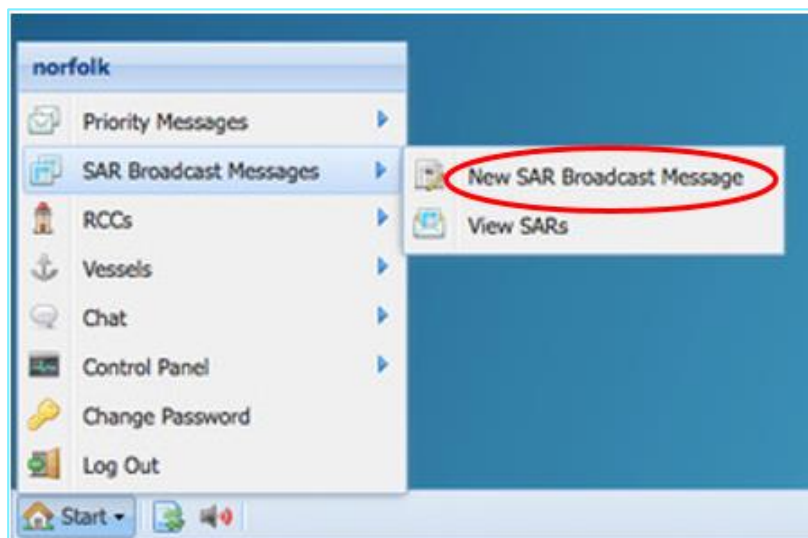 norfolk
Priority Messages
SAR Broadcast Messages
New SAR Broadcast Message
RCCs
View SARs
Vessels
Chat
Control Panel
Change Password
Log Out
Start